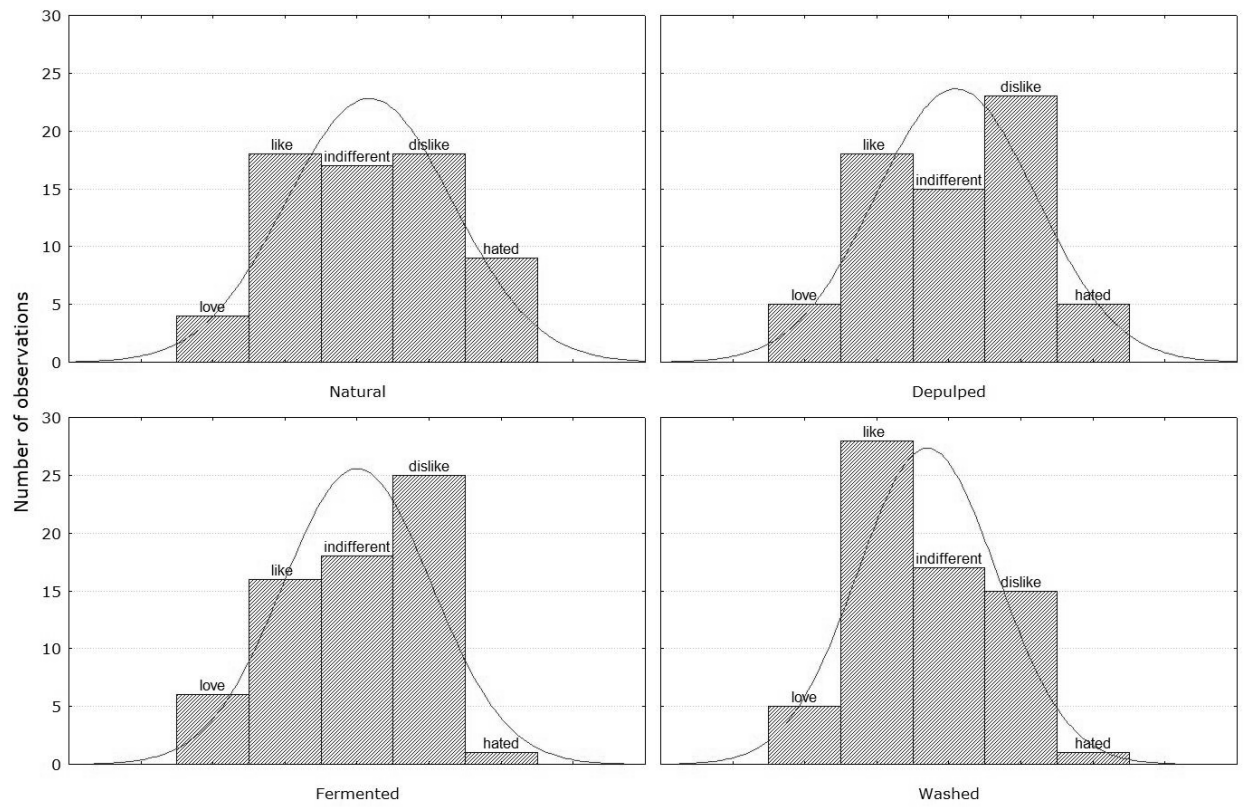 Number of observations
30
25
20
15
10
5
0
love
like
indifferent
dislike
hated
Natural
love
like
indifferent
dislike
hated
Depulped
30
25
20
15
10
5
0
love
like
indifferent
dislike
hated
Fermented
love
like
indifferent
dislike
hated
Washed